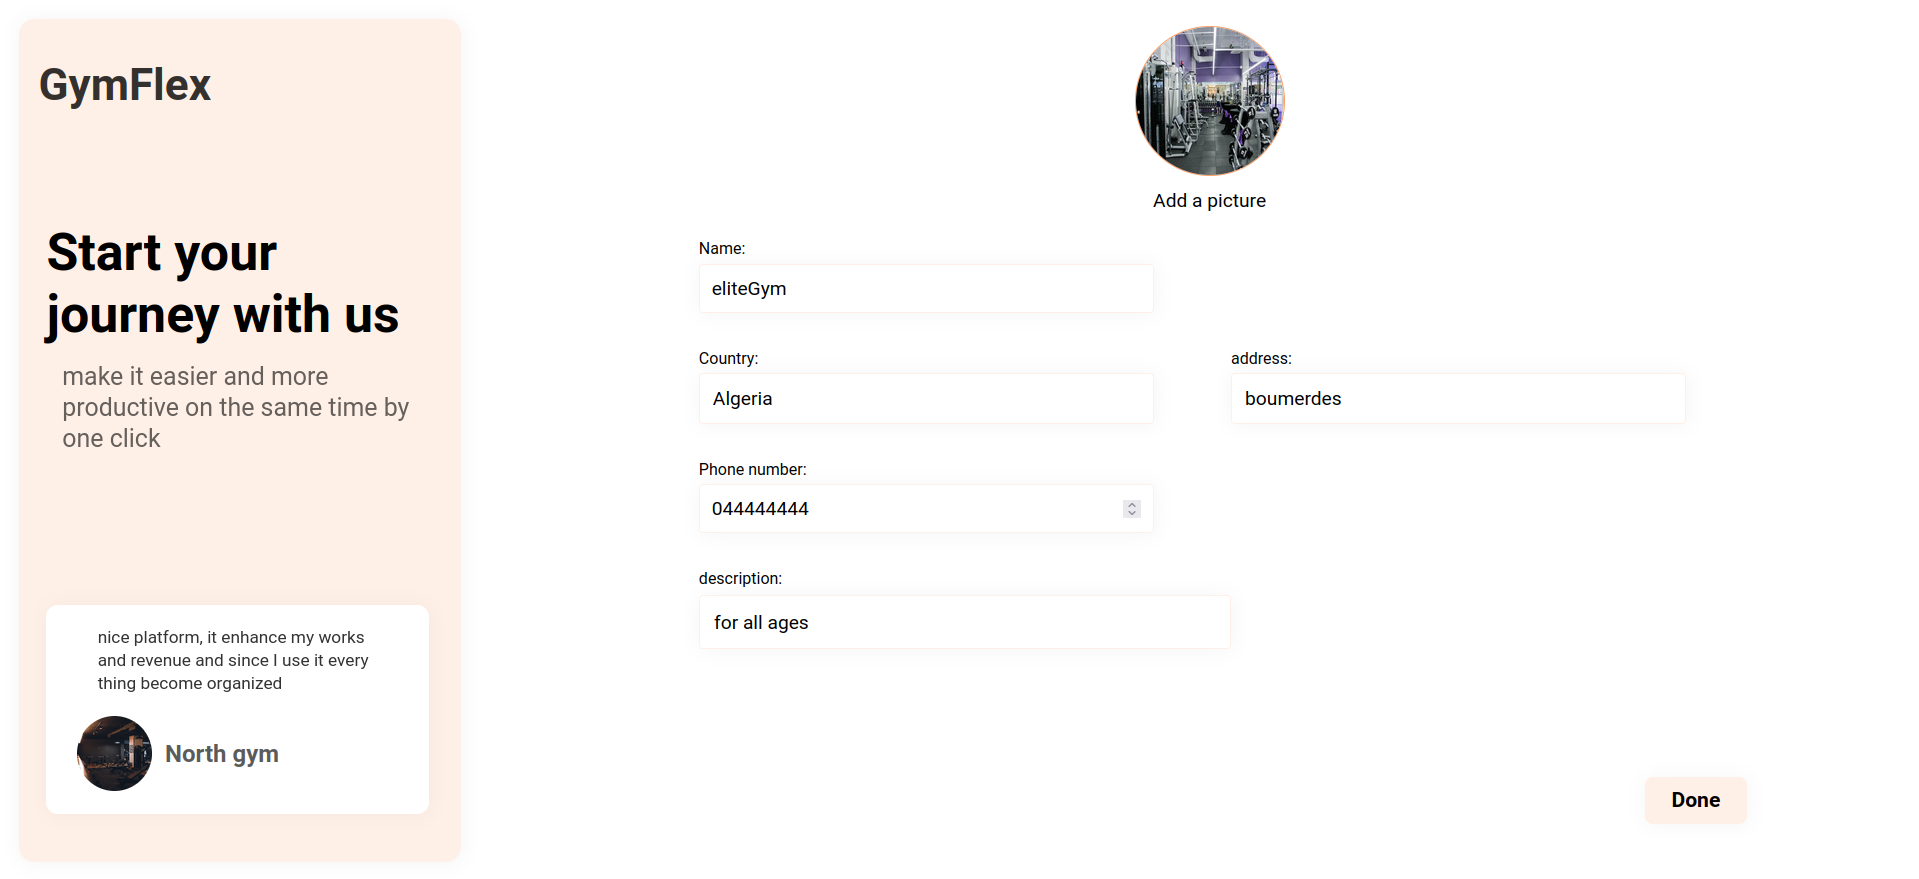 GymFlex
Start your
journey with us
make it easier and more
productive on the same time by
one click
nice platform, it enhance my works
and revenue and since I use it every
thing become organized
North gym
Add a picture
Name:
eliteGym
Country:
address:
Algeria
boumerdes
Phone number:
044444444
description:
for all ages
Done